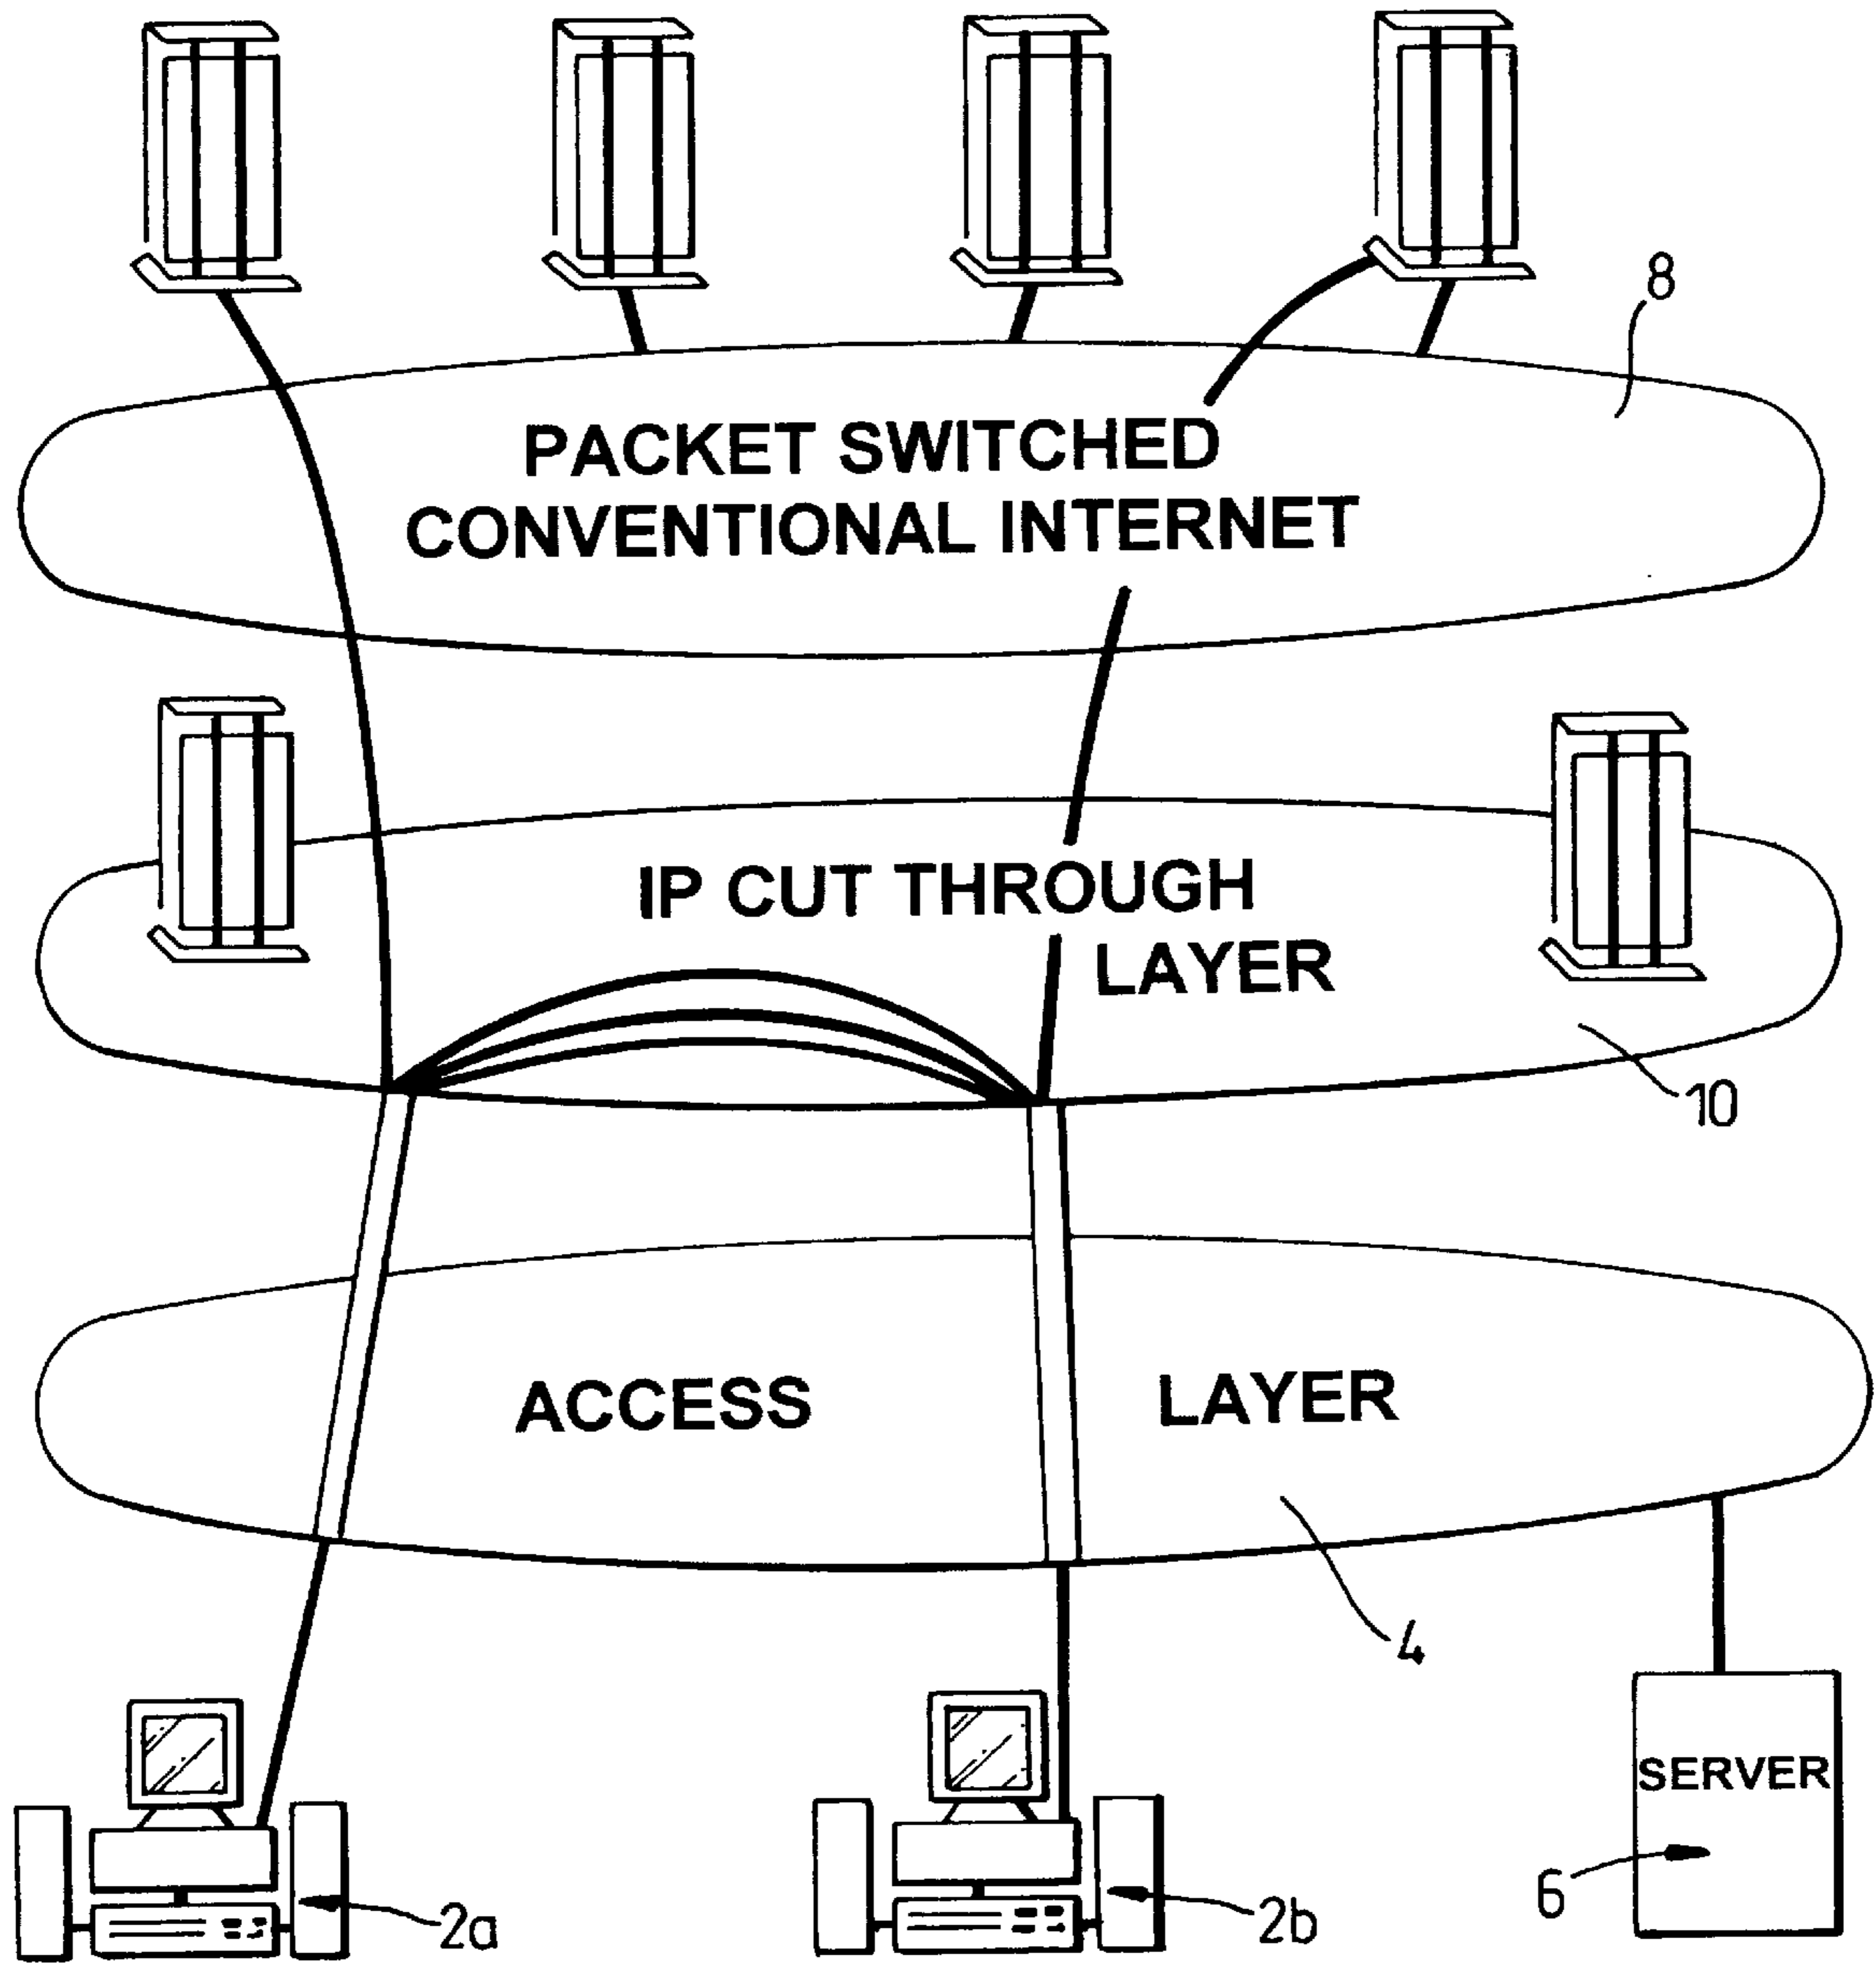 8
PACKET SWITCHED
CONVENTIONAL INTERNET
IP CUT THROUGH
LAYER
10
ACCESS LAYER
4
SERVER
6
2a
2b